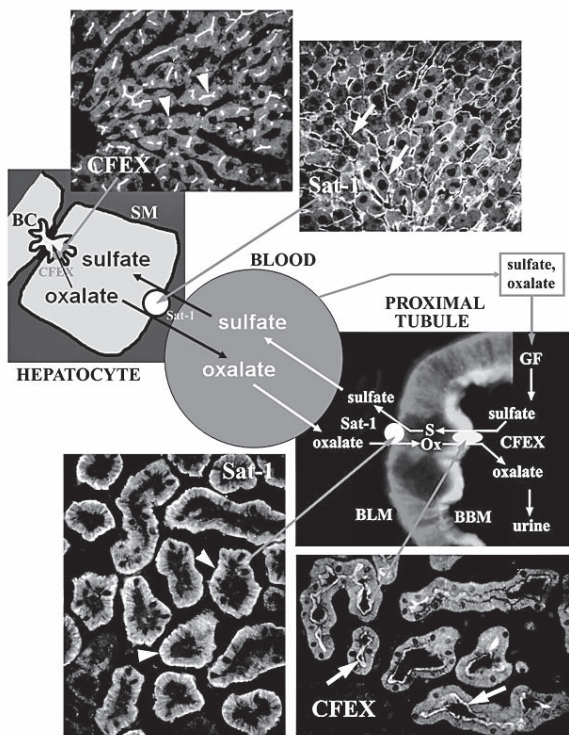 CFEX
Sat-1
BC
SM
CFEX
sulfate
oxalate
Sat-1
HEPATOCYTE
BLOOD
sulfate
oxalate
sulfate,
oxalate
PROXIMAL
TUBULE
GF
sulfate
sulfate
Sat-1
S
CFEX
oxalate
Ox
oxalate
BLM
BBM
urine
Sat-1
CFEX